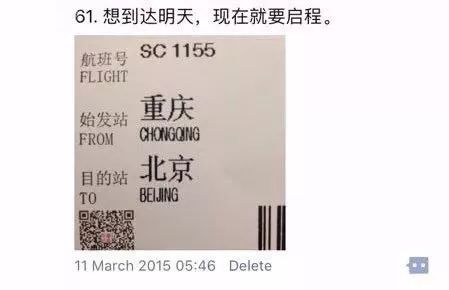 61. 想到达明天，现在就要启程。
航班号 SC 1155
FLIGHT
始发站 重庆
FROM CHONGQING
目的站 北京
TO BEIJING
11 March 2015 05:46 Delete